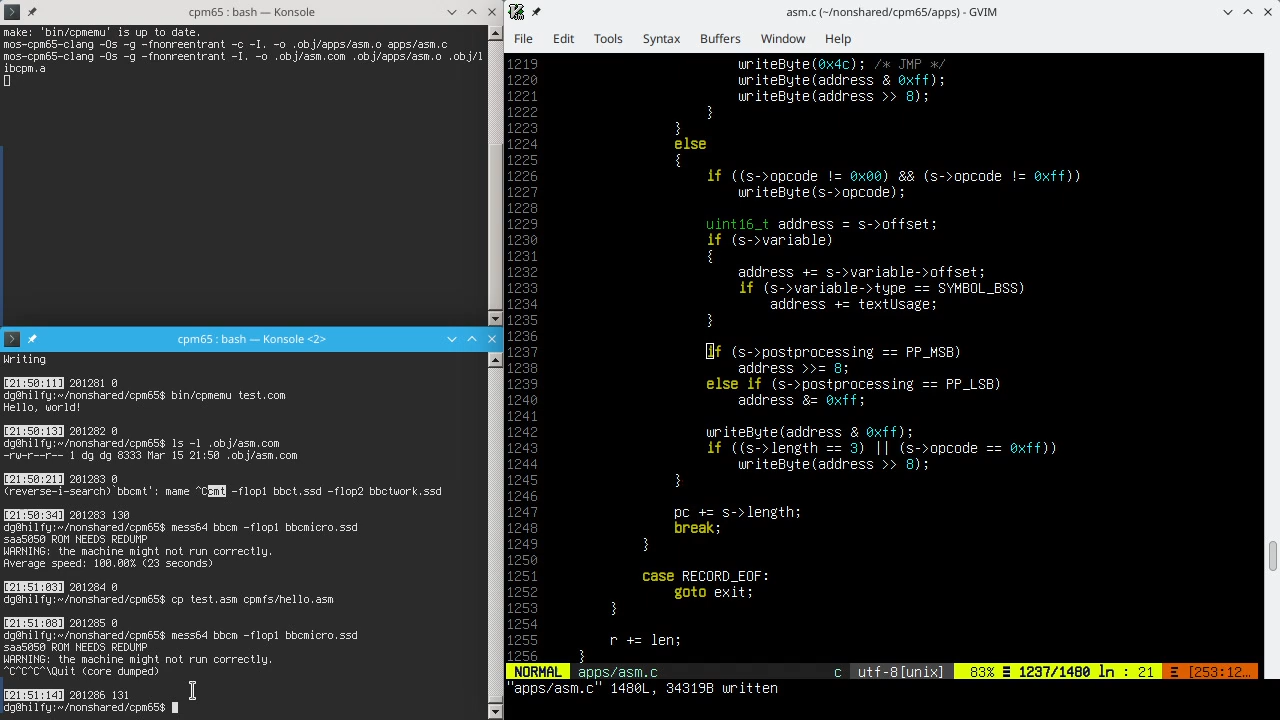 cpm65 : bash — Konsole
make: 'bin/cpmemu' is up to date.
mos-cpm65-clang -Os -g -fnonreentrant -c -I. -o .obj/apps/asm.o apps/asm.c
mos-cpm65-clang -Os -g -fnonreentrant -I. -o .obj/asm.com .obj/apps/asm.o .obj/l
ibcpm.a
cpm65 : bash — Konsole <2>
Writing
[21:50:11] 201281 0
dg@hilfy:~/nonshared/cpm65$ bin/cpmemu test.com
Hello, world!
[21:50:13] 201282 0
dg@hilfy:~/nonshared/cpm65$ ls -l .obj/asm.com
-rw-r--r-- 1 dg dg 8333 Mar 15 21:50 .obj/asm.com
[21:50:21] 201283 0
(reverse-i-search)`bbcmt': mame ^Ccmt -flop1 bbct.ssd -flop2 bbctwork.ssd
[21:50:34] 201283 130
dg@hilfy:~/nonshared/cpm65$ mess64 bbcm -flop1 bbcmicro.ssd
saa5050 ROM NEEDS REDUMP
WARNING: the machine might not run correctly.
Average speed: 100.00% (23 seconds)
[21:51:03] 201284 0
dg@hilfy:~/nonshared/cpm65$ cp test.asm cpmfs/hello.asm
[21:51:08] 201285 0
dg@hilfy:~/nonshared/cpm65$ mess64 bbcm -flop1 bbcmicro.ssd
saa5050 ROM NEEDS REDUMP
WARNING: the machine might not run correctly.
^C^C^C^\Quit (core dumped)
[21:51:14] 201286 131
dg@hilfy:~/nonshared/cpm65$
asm.c (~/nonshared/cpm65/apps) - GVIM
File Edit Tools Syntax Buffers Window Help
1219 writeByte(0x4c); /* JMP */
1220 writeByte(address & 0xff);
1221 writeByte(address >> 8);
1222 }
1223 }
1224 else
1225 {
1226 if ((s->opcode != 0x00) && (s->opcode != 0xff))
1227 writeByte(s->opcode);
1228
1229 uint16_t address = s->offset;
1230 if (s->variable)
1231 {
1232 address += s->variable->offset;
1233 if (s->variable->type == SYMBOL_BSS)
1234 address += textUsage;
1235 }
1236
1237 if (s->postprocessing == PP_MSB)
1238 address >>= 8;
1239 else if (s->postprocessing == PP_LSB)
1240 address &= 0xff;
1241
1242 writeByte(address & 0xff);
1243 if ((s->length == 3) || (s->opcode == 0xff))
1244 writeByte(address >> 8);
1245 }
1246
1247 pc += s->length;
1248 break;
1249 }
1250
1251 case RECORD_EOF:
1252 goto exit;
1253 }
1254
1255 r += len;
1256 }
NORMAL apps/asm.c c utf-8[unix] 83% ☰ 1237/1480 ln : 21 Ξ [253:12…
"apps/asm.c" 1480L, 34319B written